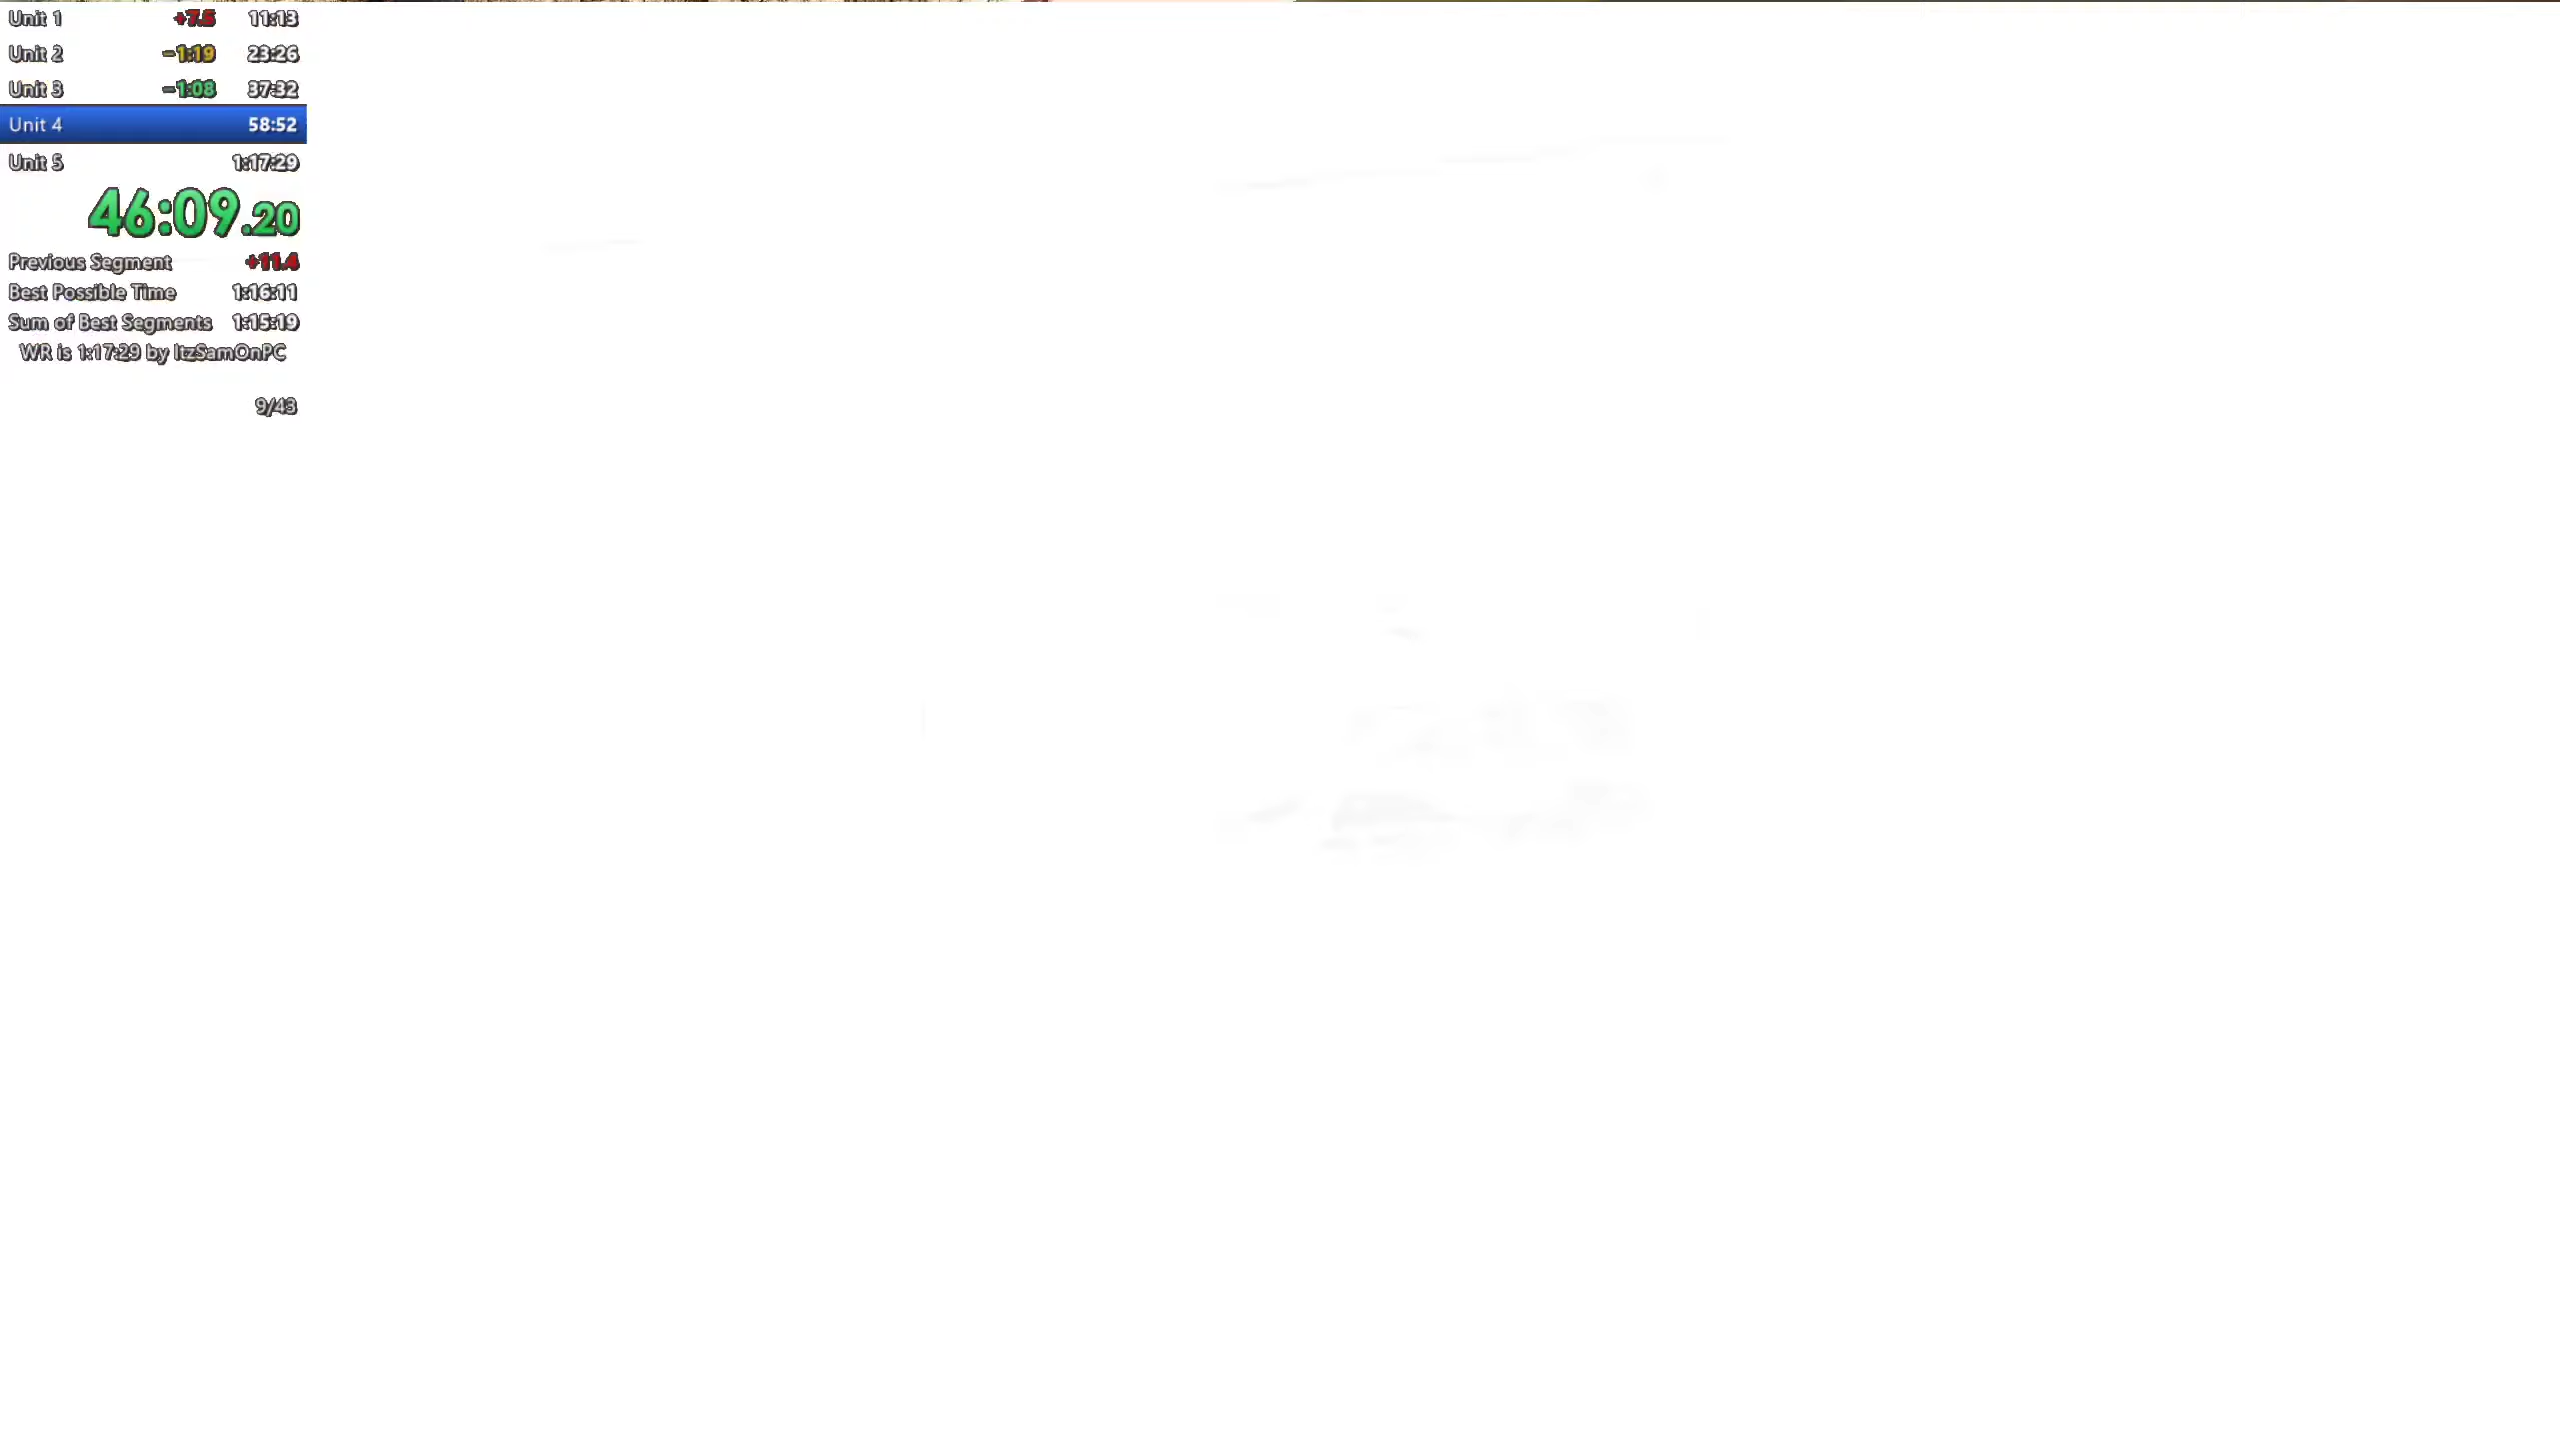 Unit 1 +7.6 11:13
Unit 2 −1:19 23:26
Unit 3 −1:08 37:32
Unit 4 58:52
Unit 5 1:17:29
46:09.20
Previous Segment +11.4
Best Possible Time 1:16:11
Sum of Best Segments 1:15:19
WR is 1:17:29 by ItzSamOnPC
9/43